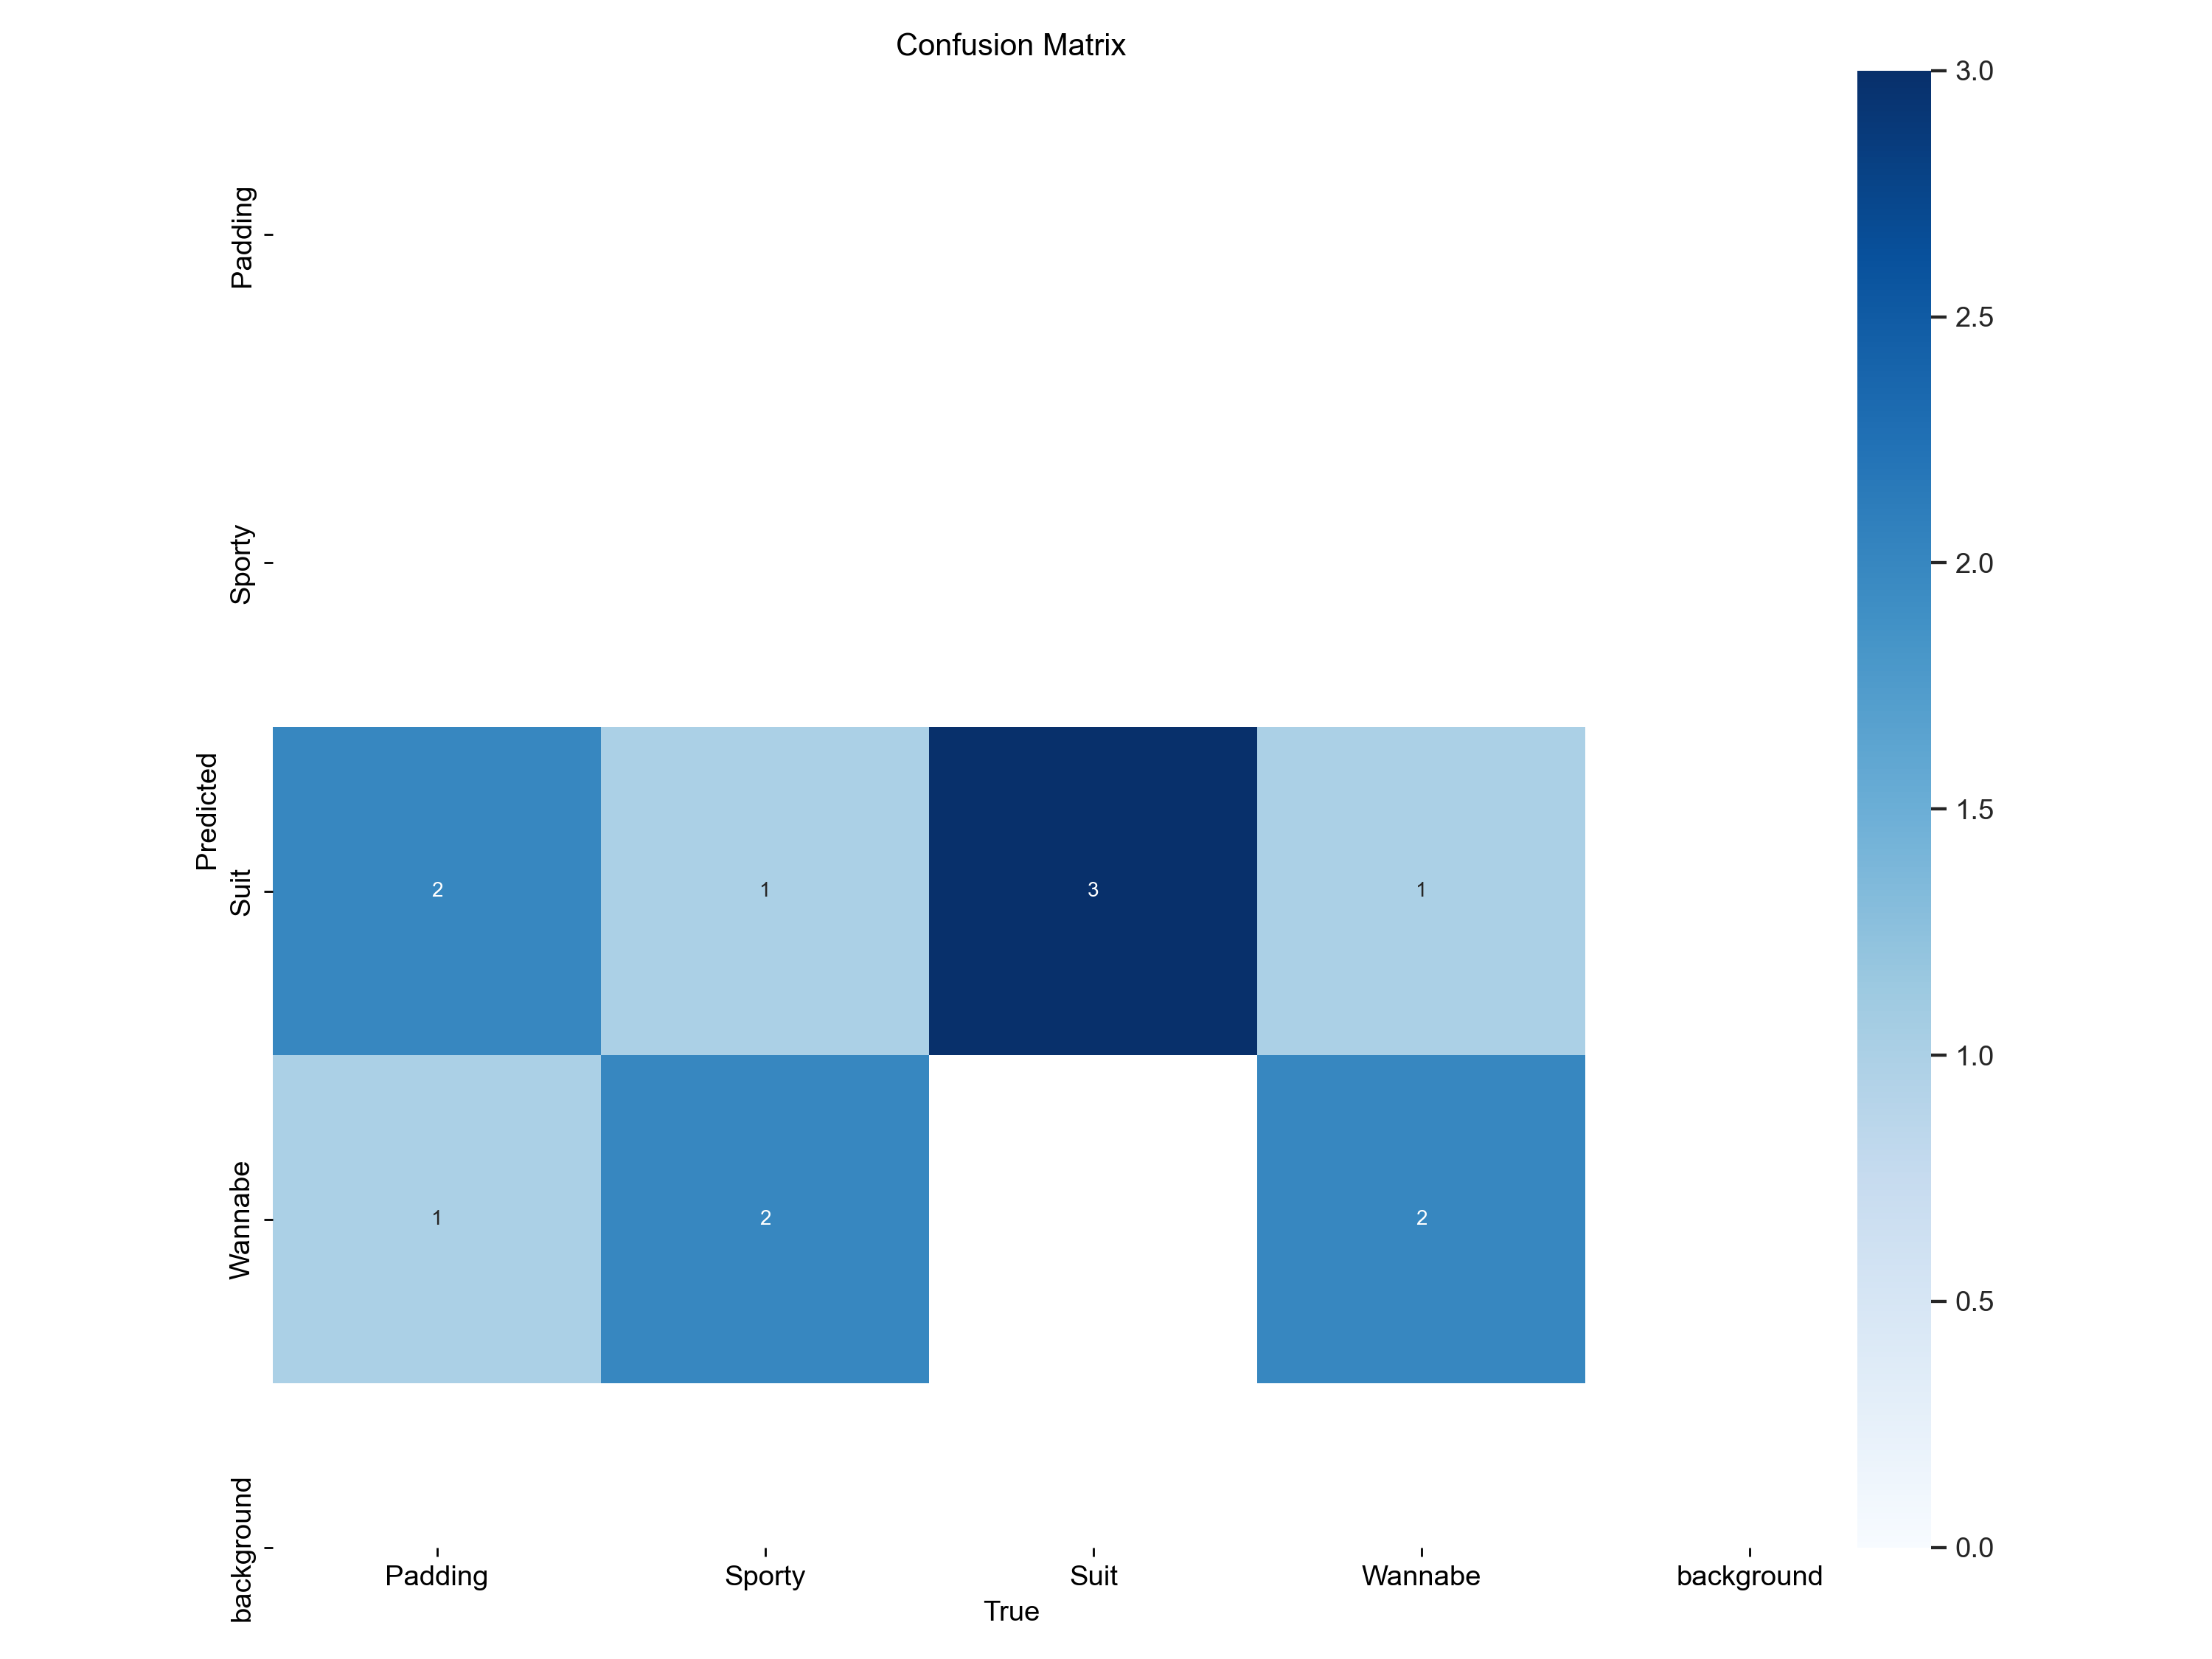 Confusion Matrix
Predicted
Padding
Sporty
Suit
Wannabe
background
2 1 3 1
1 2 2
Padding Sporty Suit Wannabe background
True
3.0
2.5
2.0
1.5
1.0
0.5
0.0